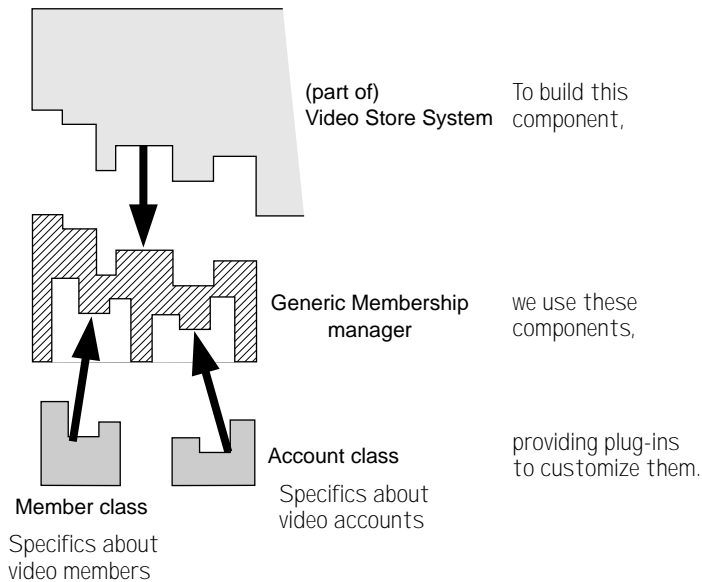 (part of)
Video Store System
To build this
component,
Generic Membership
manager
we use these
components,
Account class
providing plug-ins
to customize them.
Specifics about
video accounts
Member class
Specifics about
video members